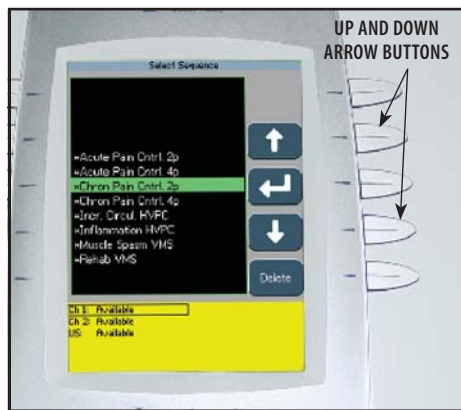 UP AND DOWN
ARROW BUTTONS
Select Sequence
*Acute Pain Cntrl. 2p
*Acute Pain Cntrl. 4p
*Chron Pain Cntrl. 2p
*Chron Pain Cntrl. 4p
*Incr. Circul. HVPC
*Inflammation HVPC
*Muscle Spasm VMS
*Rehab VMS
Delete
Ch 1: Available
Ch 2: Available
US: Available